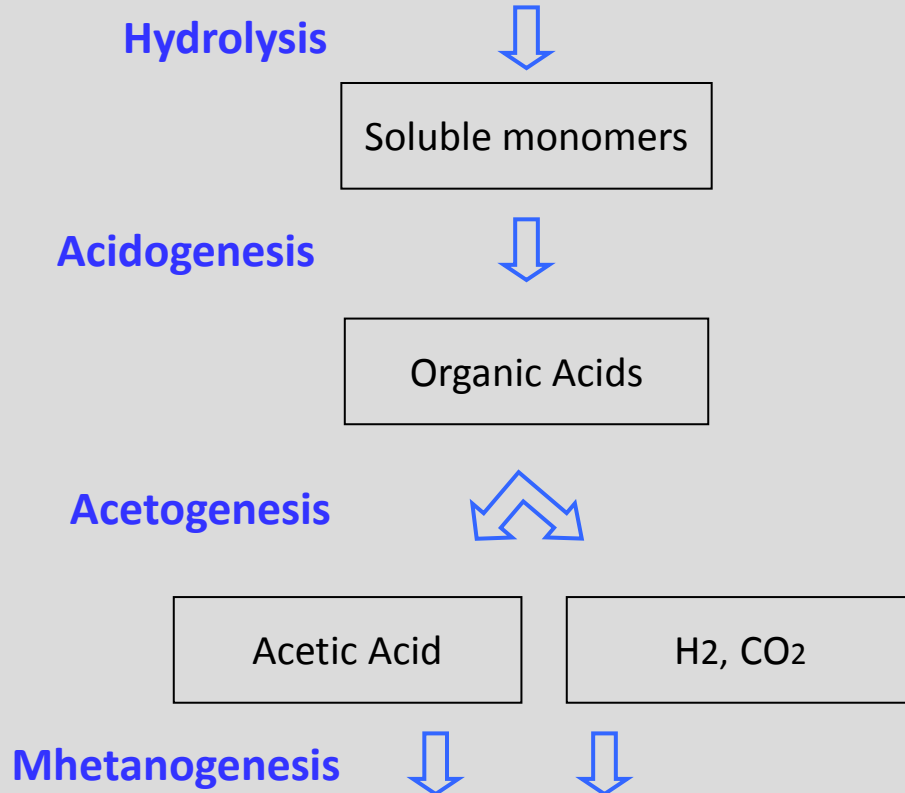 Hydrolysis
Soluble monomers
Acidogenesis
Organic Acids
Acetogenesis
Acetic Acid
H2, CO2
Mhetanogenesis